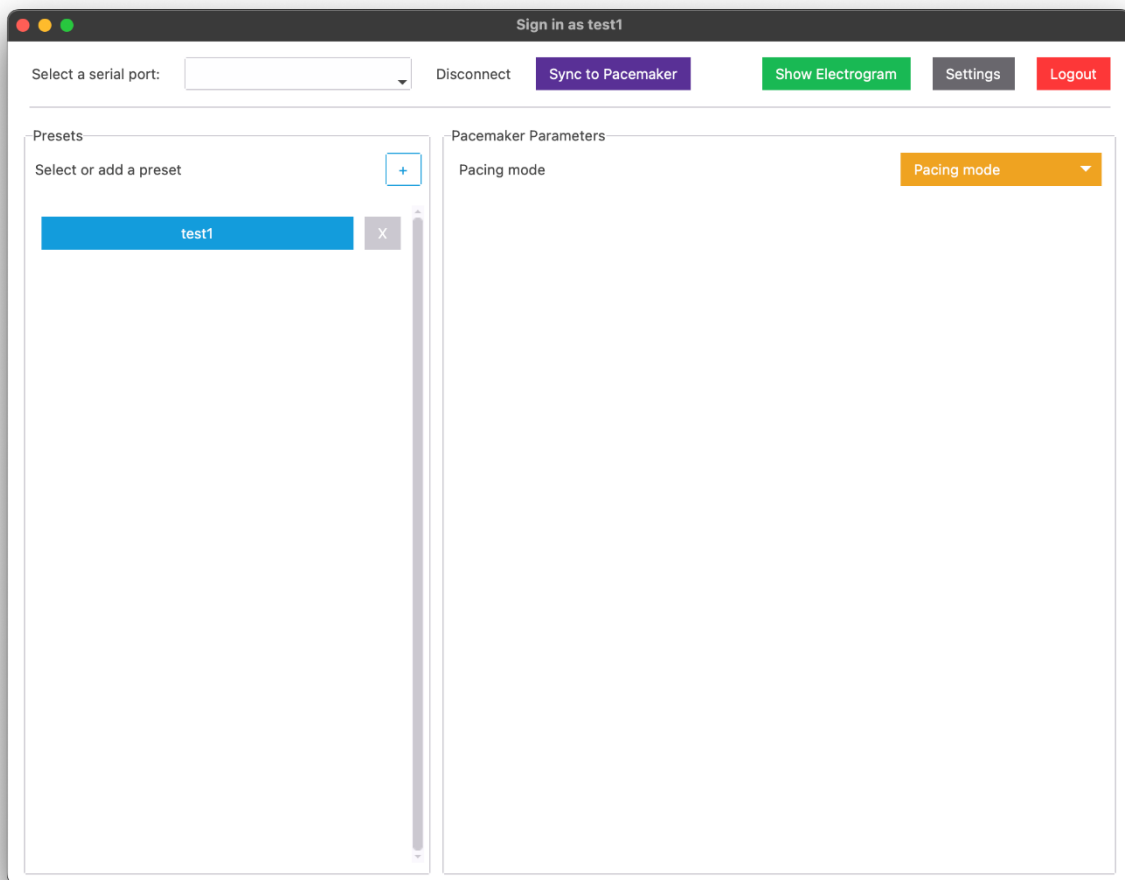 Sign in as test1
Select a serial port: Disconnect Sync to Pacemaker Show Electrogram Settings Logout
Presets
Select or add a preset +
test1 X
Pacemaker Parameters
Pacing mode Pacing mode